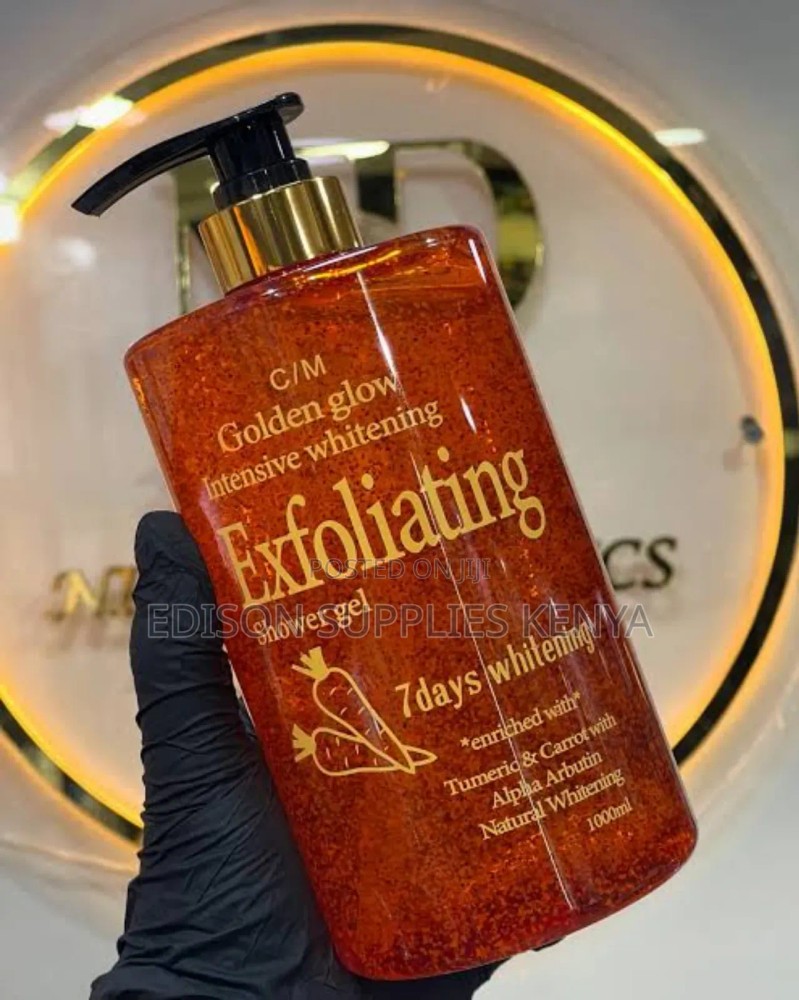 C/M
Golden glow
Intensive whitening
Exfoliating
Shower gel
7days whitening
*enriched with*
Tumeric & Carrot with
Alpha Arbutin
Natural Whitening
1000ml
POSTED ON JIJI
EDISON SUPPLIES KENYA